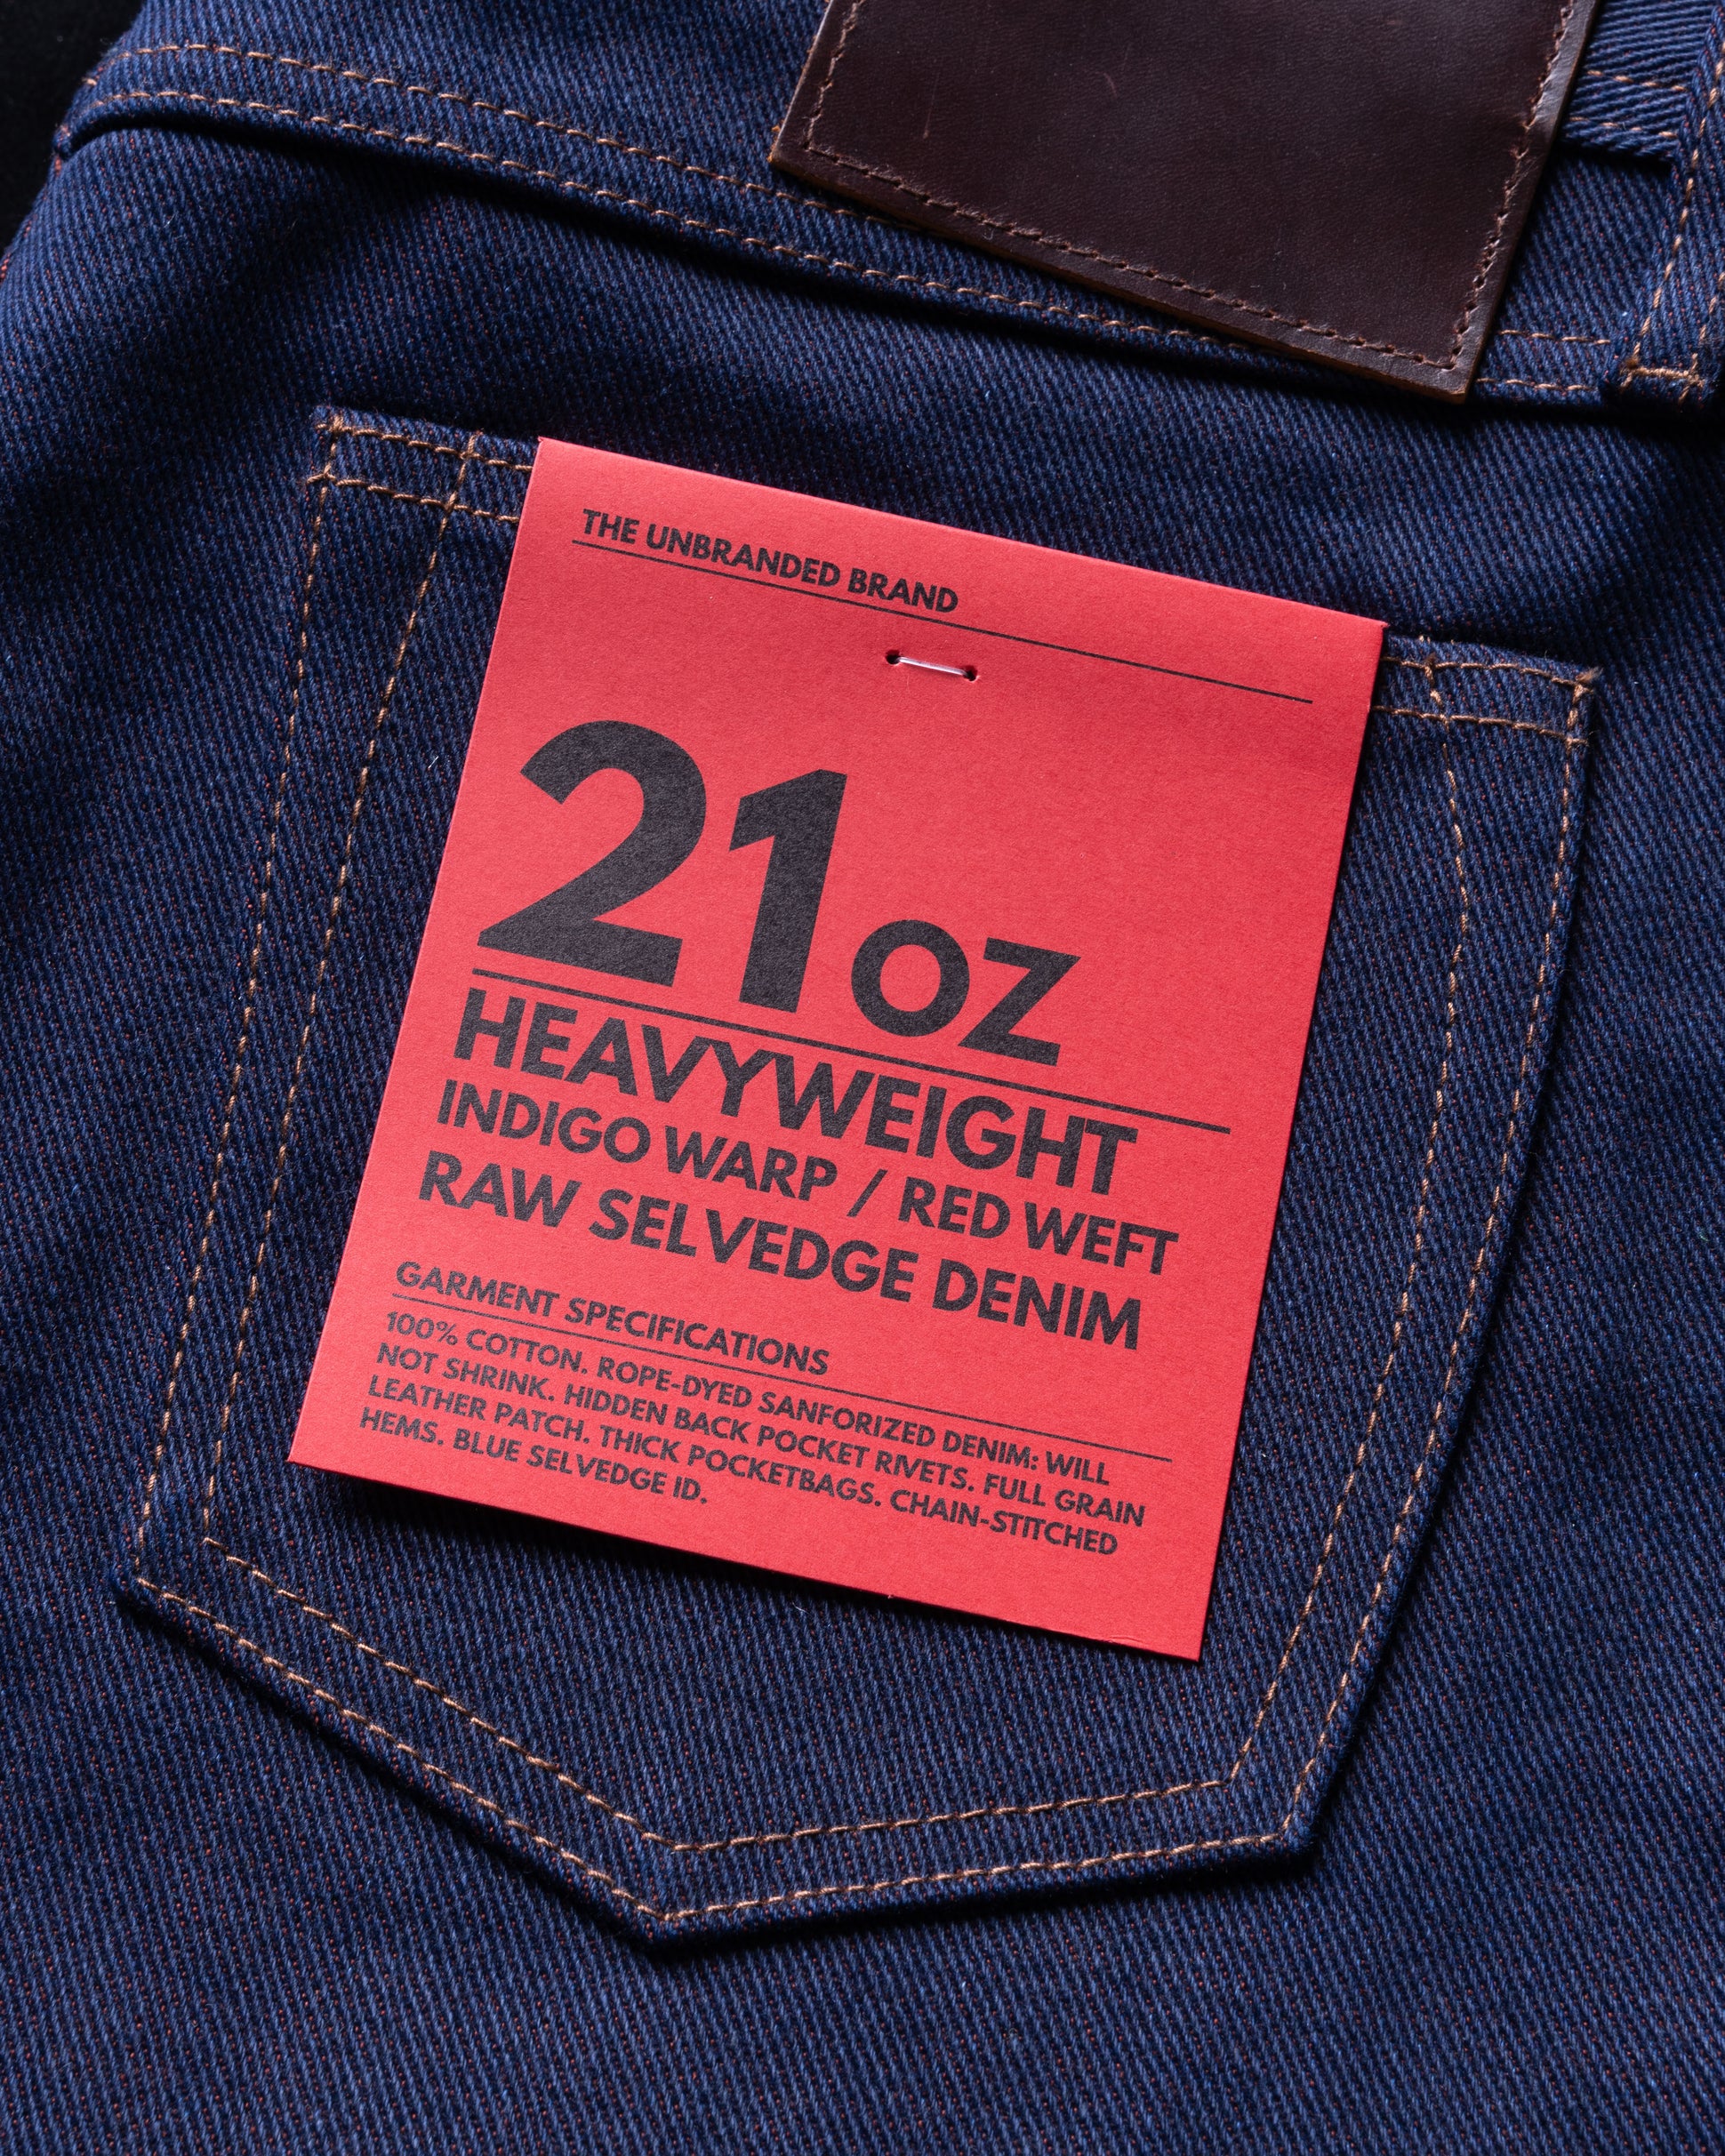 THE UNBRANDED BRAND
21 OZ
HEAVYWEIGHT
INDIGO WARP / RED WEFT
RAW SELVEDGE DENIM
GARMENT SPECIFICATIONS
100% COTTON. ROPE-DYED SANFORIZED DENIM: WILL
NOT SHRINK. HIDDEN BACK POCKET RIVETS. FULL GRAIN
LEATHER PATCH. THICK POCKETBAGS. CHAIN-STITCHED
HEMS. BLUE SELVEDGE ID.